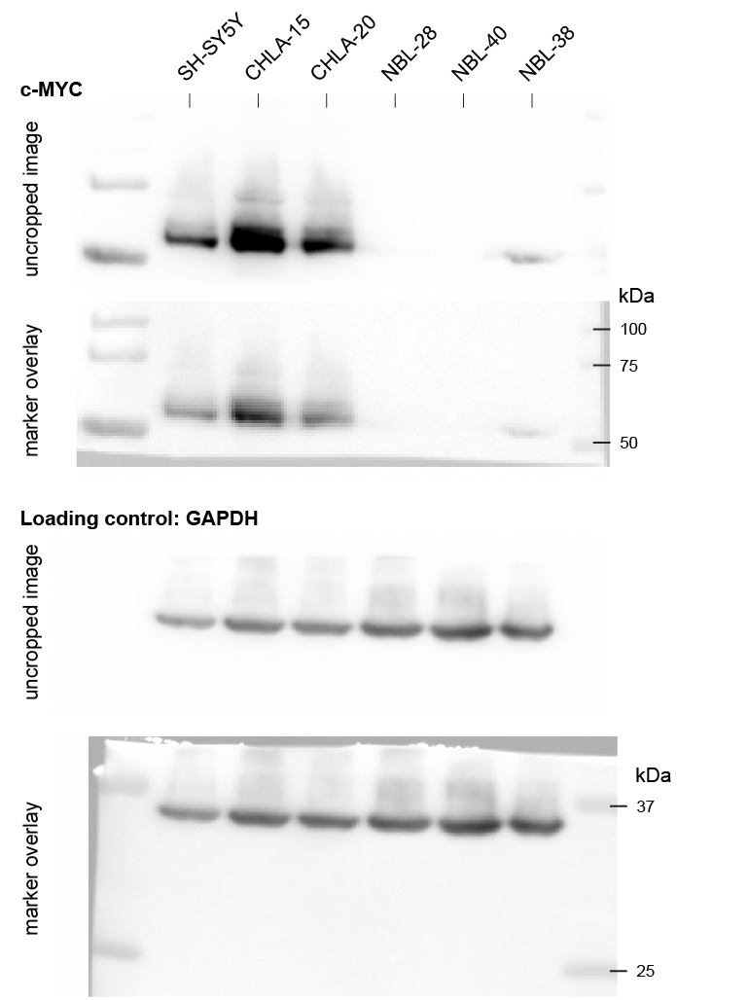 SH-SY5Y
CHLA-15
CHLA-20
NBL-28
NBL-40
NBL-38
c-MYC
uncropped image
kDa
marker overlay
100
75
50
Loading control: GAPDH
uncropped image
kDa
marker overlay
37
25